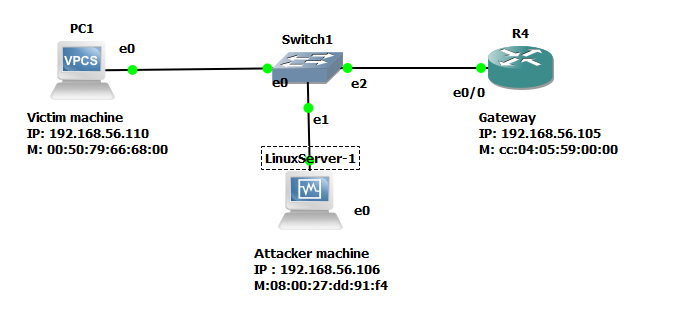 PC1
e0
VPCS
Victim machine
IP: 192.168.56.110
M: 00:50:79:66:68:00
Switch1
e0
e2
e1
R4
e0/0
Gateway
IP: 192.168.56.105
M: cc:04:05:59:00:00
LinuxServer-1
e0
Attacker machine
IP : 192.168.56.106
M:08:00:27:dd:91:f4